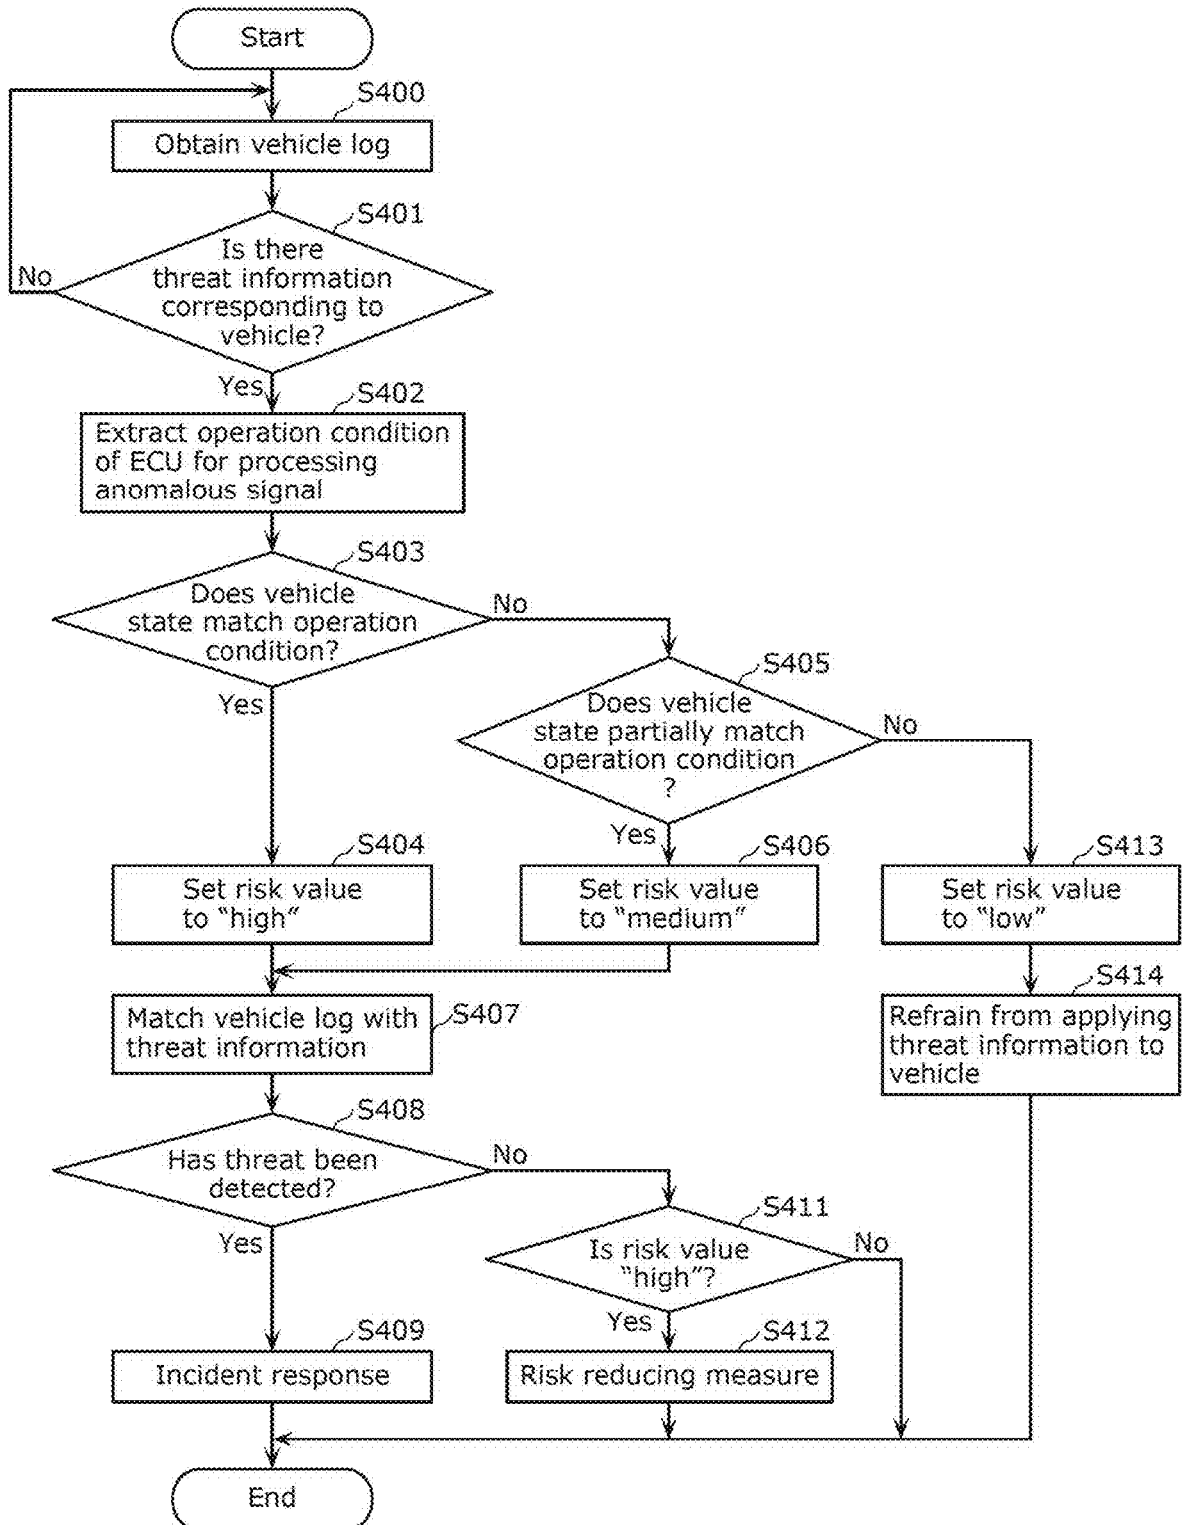 Start
S400
Obtain vehicle log
S401
Is there
threat information
corresponding to
vehicle?
No
Yes
S402
Extract operation condition
of ECU for processing
anomalous signal
S403
Does vehicle
state match operation
condition?
No
Yes
S405
Does vehicle
state partially match
operation condition
?
No
Yes
S404
Set risk value
to “high”
S406
Set risk value
to “medium”
S413
Set risk value
to “low”
S407
Match vehicle log with
threat information
S414
Refrain from applying
threat information to
vehicle
S408
Has threat been
detected?
No
Yes
S411
Is risk value
“high”?
No
Yes
S409
Incident response
S412
Risk reducing measure
End